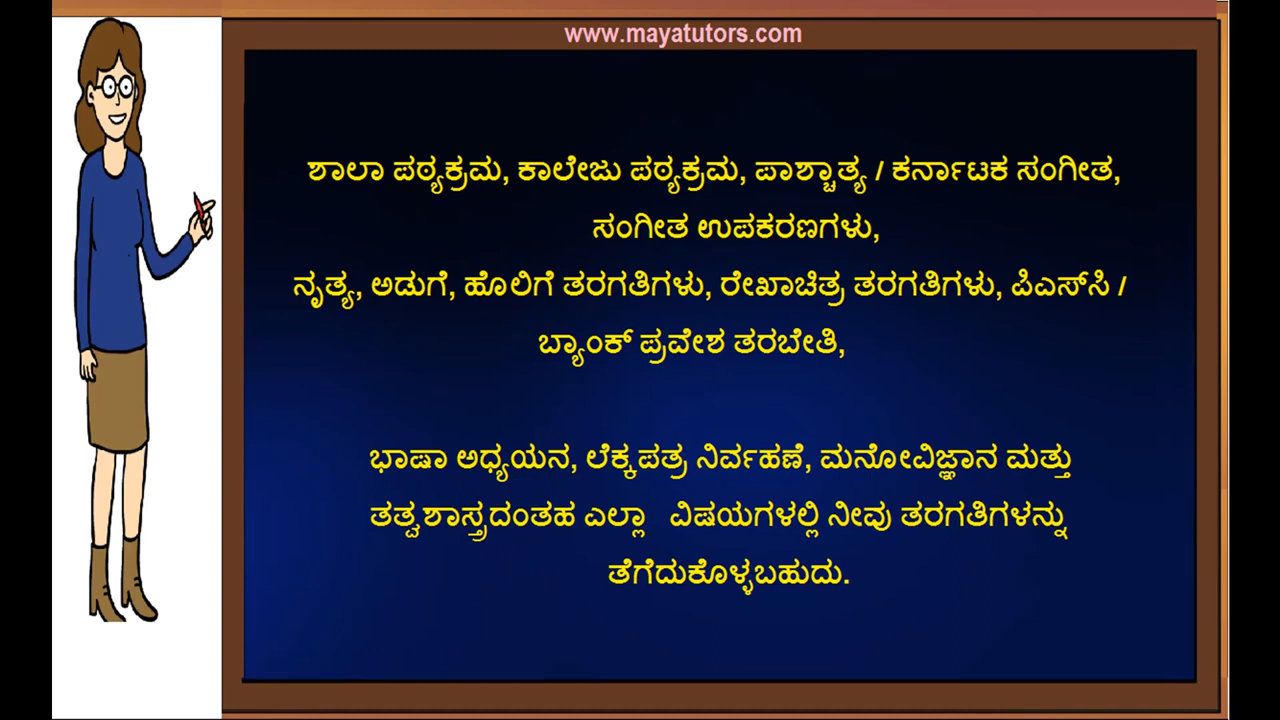 www.mayatutors.com
ಶಾಲಾ ಪಠ್ಯಕ್ರಮ, ಕಾಲೇಜು ಪಠ್ಯಕ್ರಮ, ಪಾಶ್ಚಾತ್ಯ / ಕರ್ನಾಟಕ ಸಂಗೀತ,
ಸಂಗೀತ ಉಪಕರಣಗಳು,
ನೃತ್ಯ, ಅಡುಗೆ, ಹೊಲಿಗೆ ತರಗತಿಗಳು, ರೇಖಾಚಿತ್ರ ತರಗತಿಗಳು, ಪಿಎಸ್‌ಸಿ /
ಬ್ಯಾಂಕ್ ಪ್ರವೇಶ ತರಬೇತಿ,
ಭಾಷಾ ಅಧ್ಯಯನ, ಲೆಕ್ಕಪತ್ರ ನಿರ್ವಹಣೆ, ಮನೋವಿಜ್ಞಾನ ಮತ್ತು
ತತ್ವಶಾಸ್ತ್ರದಂತಹ ಎಲ್ಲಾ ವಿಷಯಗಳಲ್ಲಿ ನೀವು ತರಗತಿಗಳನ್ನು
ತೆಗೆದುಕೊಳ್ಳಬಹುದು.